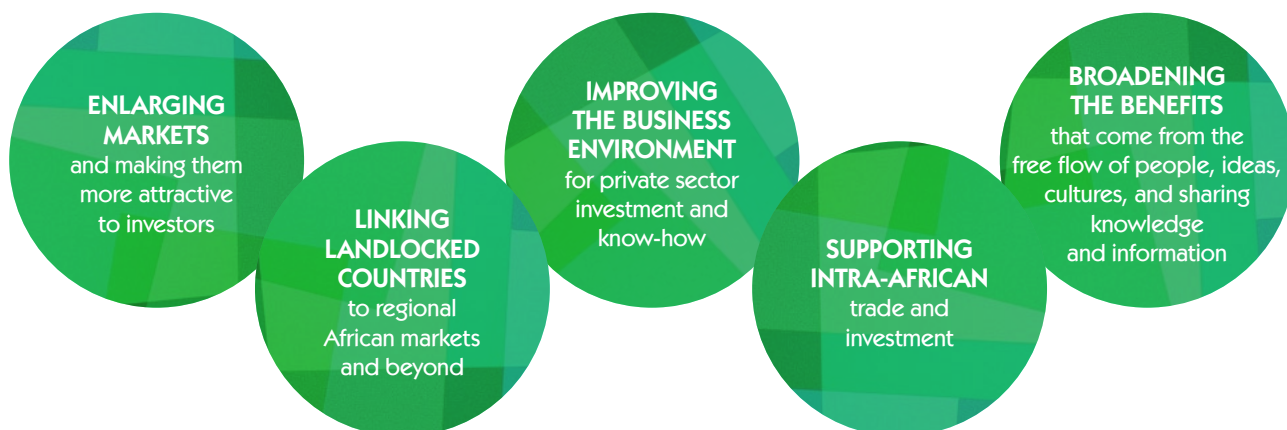 ENLARGING
MARKETS
and making them
more attractive
to investors
LINKING
LANDLOCKED
COUNTRIES
to regional
African markets
and beyond
IMPROVING
THE BUSINESS
ENVIRONMENT
for private sector
investment and
know-how
SUPPORTING
INTRA-AFRICAN
trade and
investment
BROADENING
THE BENEFITS
that come from the
free flow of people, ideas,
cultures, and sharing
knowledge
and information